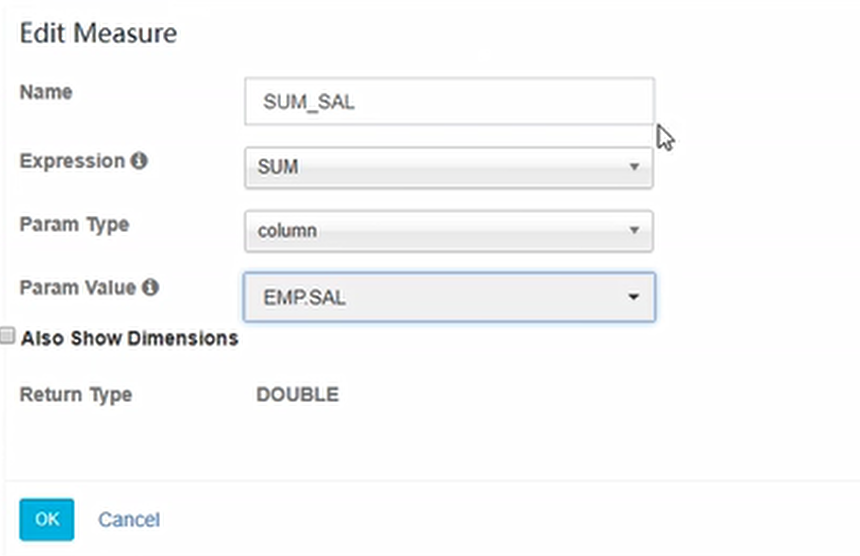 Edit Measure
Name SUM_SAL
Expression SUM
Param Type column
Param Value EMP.SAL
Also Show Dimensions
Return Type DOUBLE
OK Cancel